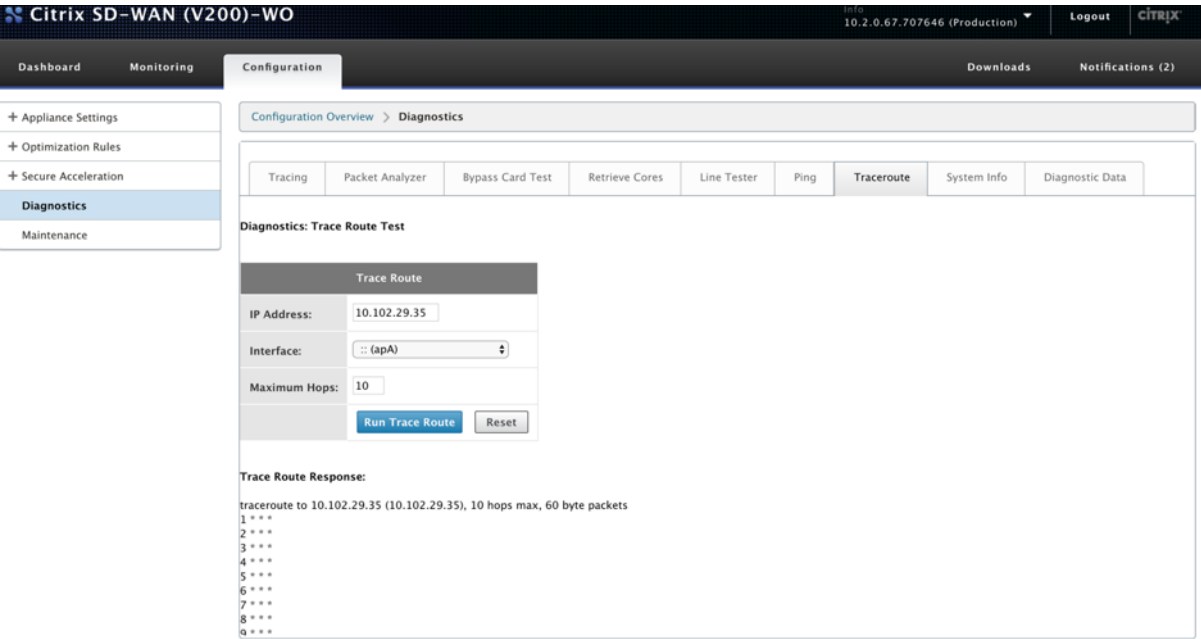 Citrix SD-WAN (V200)-WO
Info
10.2.0.67.707646 (Production)
Logout
CİTRIX
Dashboard Monitoring Configuration Downloads Notifications (2)
+ Appliance Settings
+ Optimization Rules
+ Secure Acceleration
Diagnostics
Maintenance
Configuration Overview > Diagnostics
Tracing Packet Analyzer Bypass Card Test Retrieve Cores Line Tester Ping Traceroute System Info Diagnostic Data
Diagnostics: Trace Route Test
Trace Route
IP Address: 10.102.29.35
Interface: :: (apA)
Maximum Hops: 10
Run Trace Route Reset
Trace Route Response:
traceroute to 10.102.29.35 (10.102.29.35), 10 hops max, 60 byte packets
1 * * *
2 * * *
3 * * *
4 * * *
5 * * *
6 * * *
7 * * *
8 * * *
9 * * *